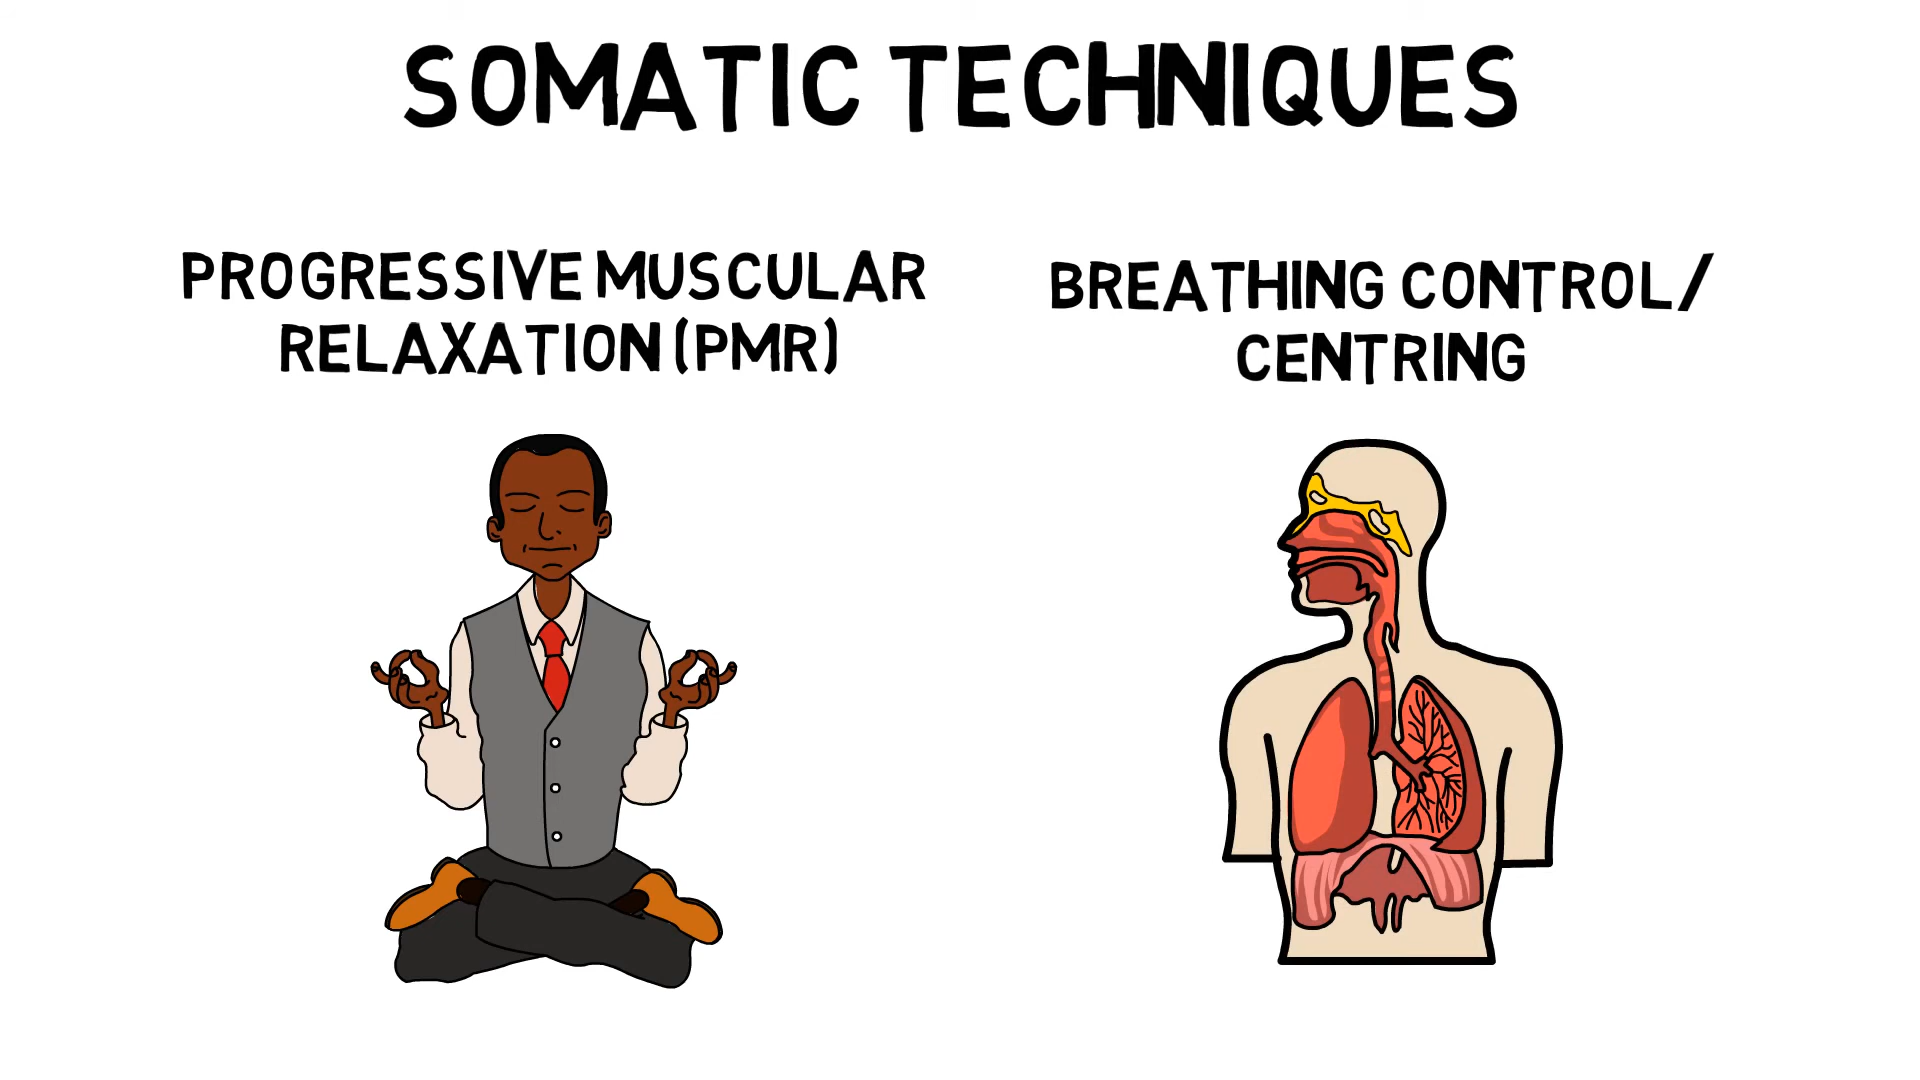 SOMATIC TECHNIQUES
PROGRESSIVE MUSCULAR
RELAXATION (PMR)
BREATHING CONTROL/
CENTRING